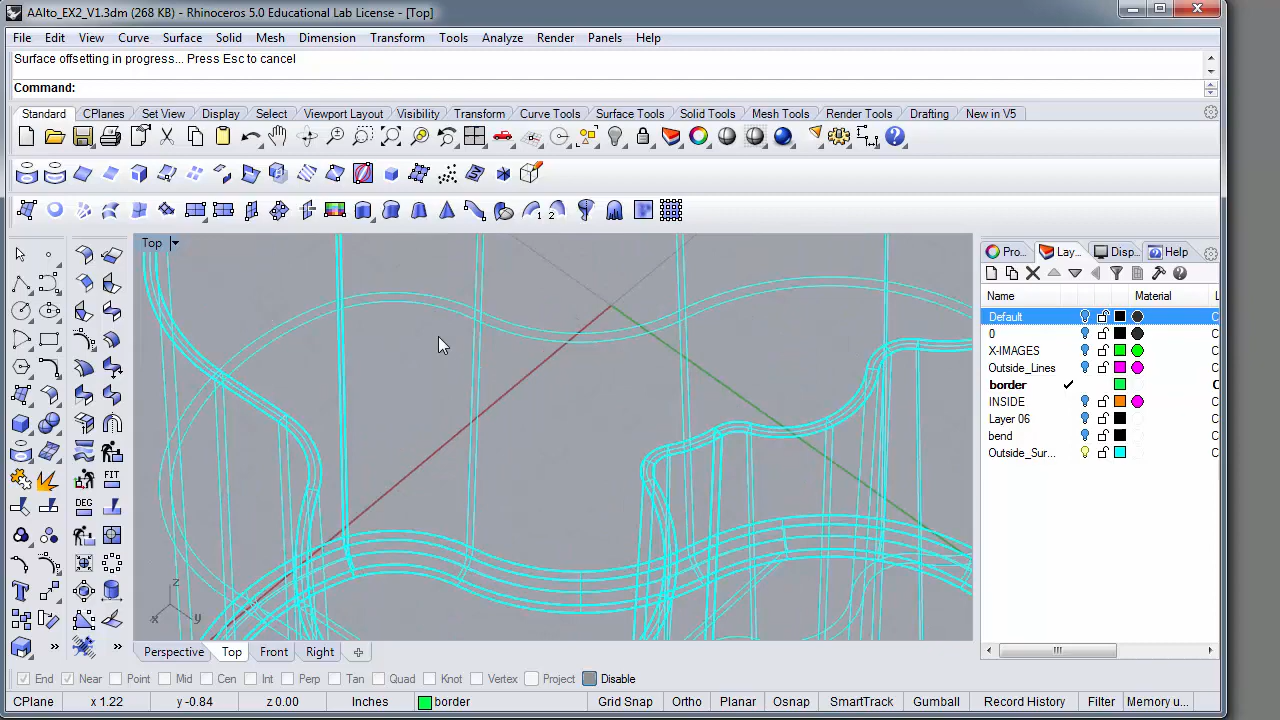 AAlto_EX2_V1.3dm (268 KB) - Rhinoceros 5.0 Educational Lab License - [Top]
File Edit View Curve Surface Solid Mesh Dimension Transform Tools Analyze Render Panels Help
Surface offsetting in progress... Press Esc to cancel
Command:
Standard CPlanes Set View Display Select Viewport Layout Visibility Transform Curve Tools Surface Tools Solid Tools Mesh Tools Render Tools Drafting New in V5
1 2
Top
Pro... Lay... Disp... Help
Name Material L
Default C
0 C
X-IMAGES C
Outside_Lines C
border C
INSIDE C
Layer 06 C
bend C
Outside_Sur... C
FIT
DEG
z
x y
Perspective Top Front Right
End Near Point Mid Cen Int Perp Tan Quad Knot Vertex Project Disable
CPlane x 1.22 y -0.84 z 0.00 Inches border Grid Snap Ortho Planar Osnap SmartTrack Gumball Record History Filter Memory u...